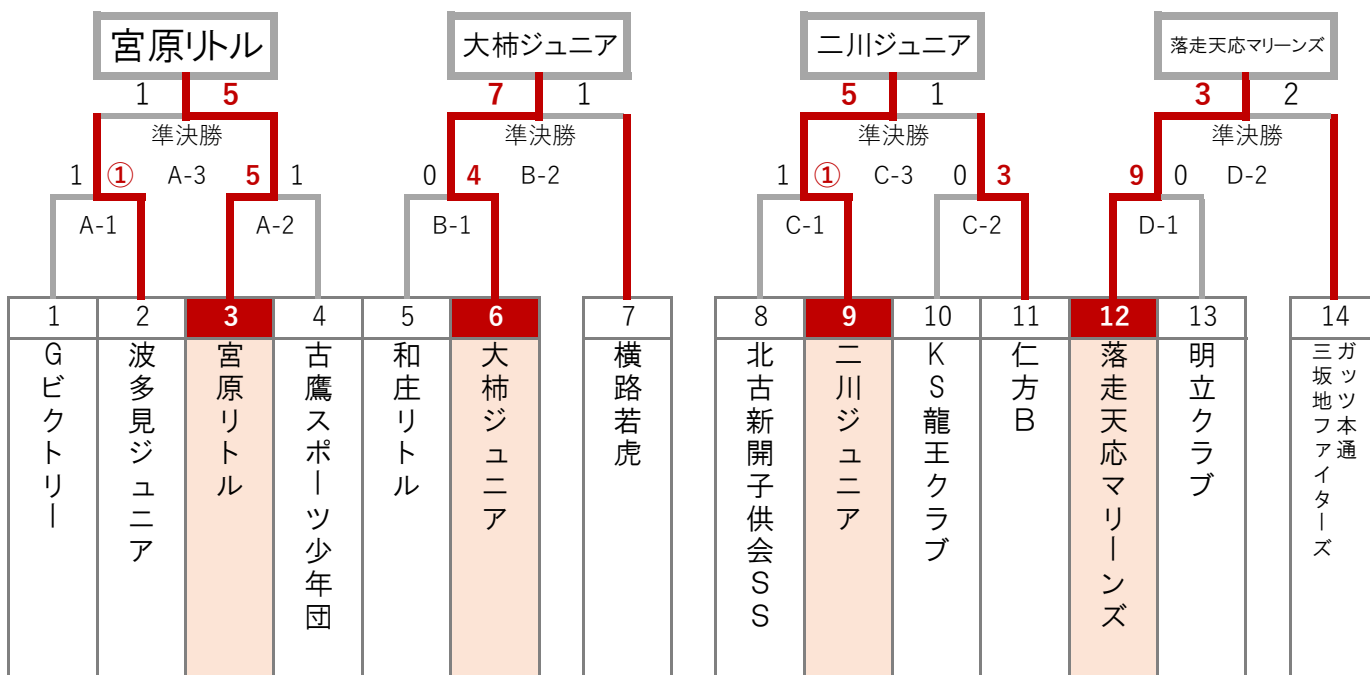 宮原リトル 大柿ジュニア 二川ジュニア 落走天応マリーンズ
1 5 7 1 5 1 3 2
準決勝 準決勝 準決勝 準決勝
1 ① A-3 5 1 0 4 B-2 1 ① C-3 0 3 9 0 D-2
A-1 A-2 B-1 C-1 C-2 D-1
1 2 3 4 5 6 7 8 9 10 11 12 13 14
Gビクトリー
波多見ジュニア
宮原リトル
古鷹スポーツ少年団
和庄リトル
大柿ジュニア
横路若虎
北古新開子供会SS
二川ジュニア
KS龍王クラブ
仁方B
落走天応マリーンズ
明立クラブ
ガッツ本通
三坂地ファイターズ